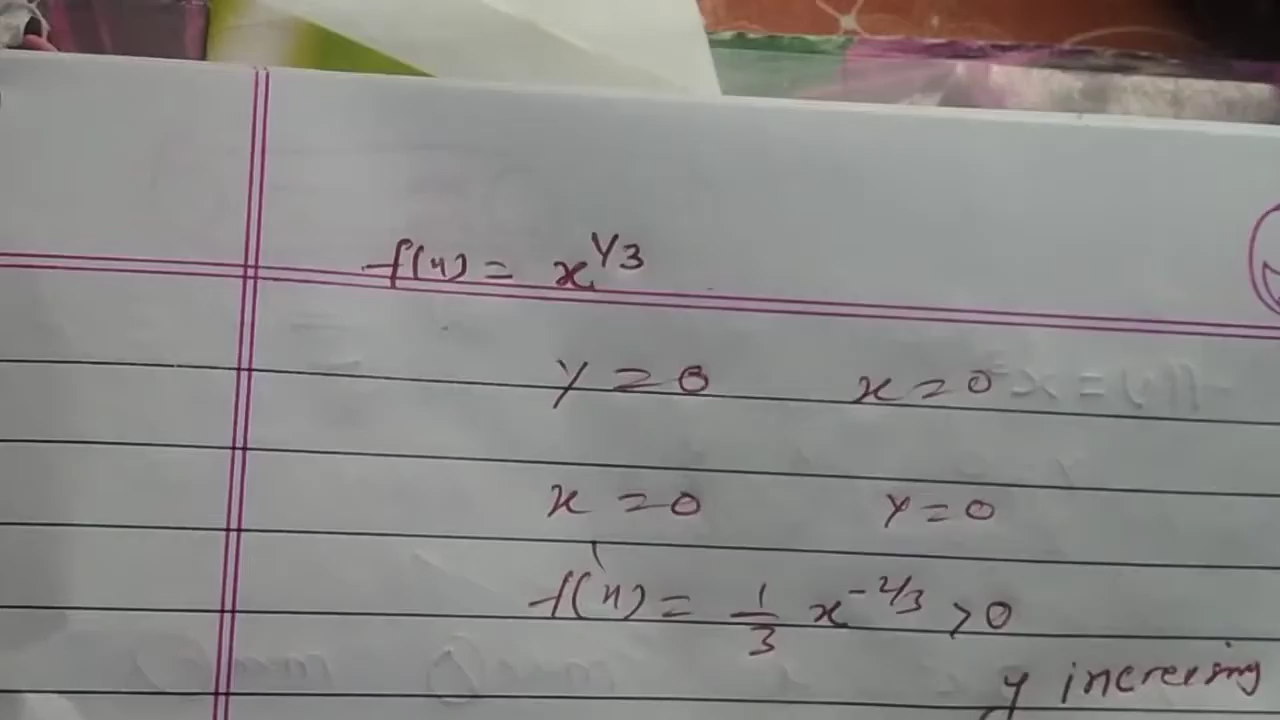 f(x) = x^1/3
y = 0 x = 0
x = 0 y = 0
f'(x) = 1/3 x^-2/3 > 0
y increasing